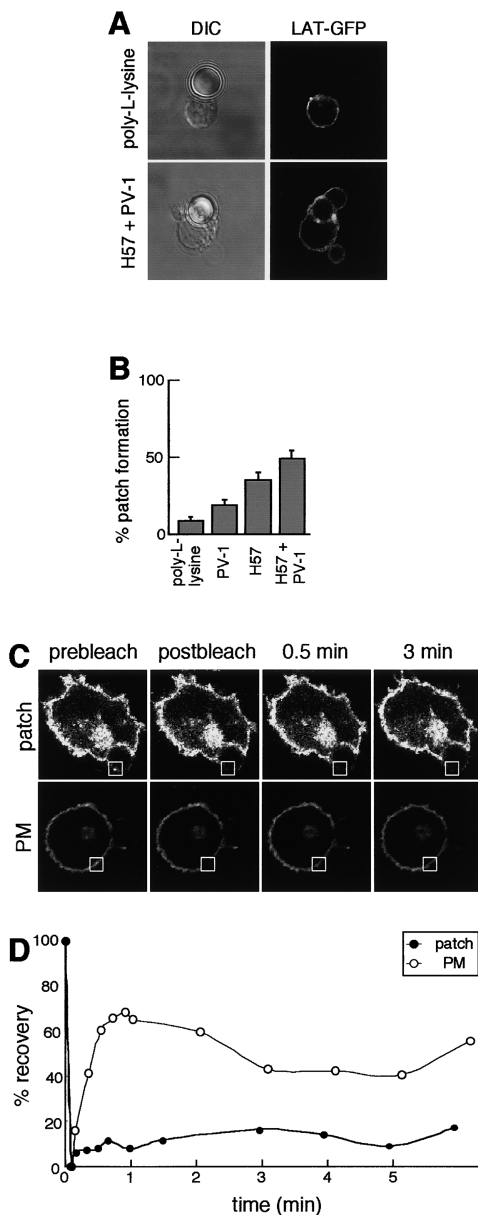 A
DIC LAT-GFP
poly-L-lysine
H57 + PV-1
B
% patch formation
100
50
0
poly-L-
lysine
PV-1
H57
H57 +
PV-1
C
prebleach postbleach 0.5 min 3 min
patch
PM
D
% recovery
100
80
60
40
20
0
patch
PM
0 1 2 3 4 5
time (min)